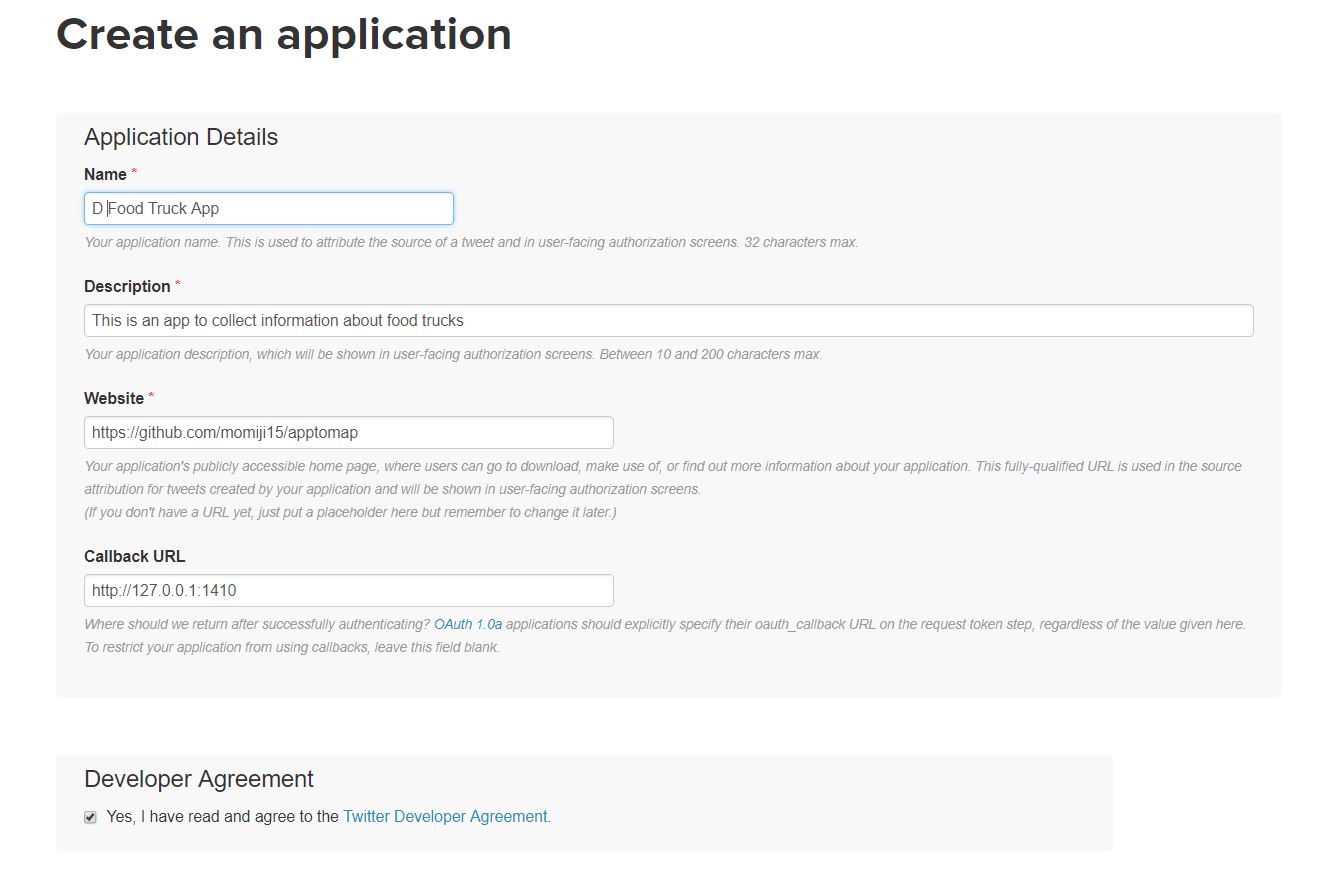 Create an application
Application Details
Name *
D Food Truck App
Your application name. This is used to attribute the source of a tweet and in user-facing authorization screens. 32 characters max.
Description *
This is an app to collect information about food trucks
Your application description, which will be shown in user-facing authorization screens. Between 10 and 200 characters max.
Website *
https://github.com/momiji15/apptomap
Your application's publicly accessible home page, where users can go to download, make use of, or find out more information about your application. This fully-qualified URL is used in the source
attribution for tweets created by your application and will be shown in user-facing authorization screens.
(If you don't have a URL yet, just put a placeholder here but remember to change it later.)
Callback URL
http://127.0.0.1:1410
Where should we return after successfully authenticating? OAuth 1.0a applications should explicitly specify their oauth_callback URL on the request token step, regardless of the value given here.
To restrict your application from using callbacks, leave this field blank.
Developer Agreement
Yes, I have read and agree to the Twitter Developer Agreement.